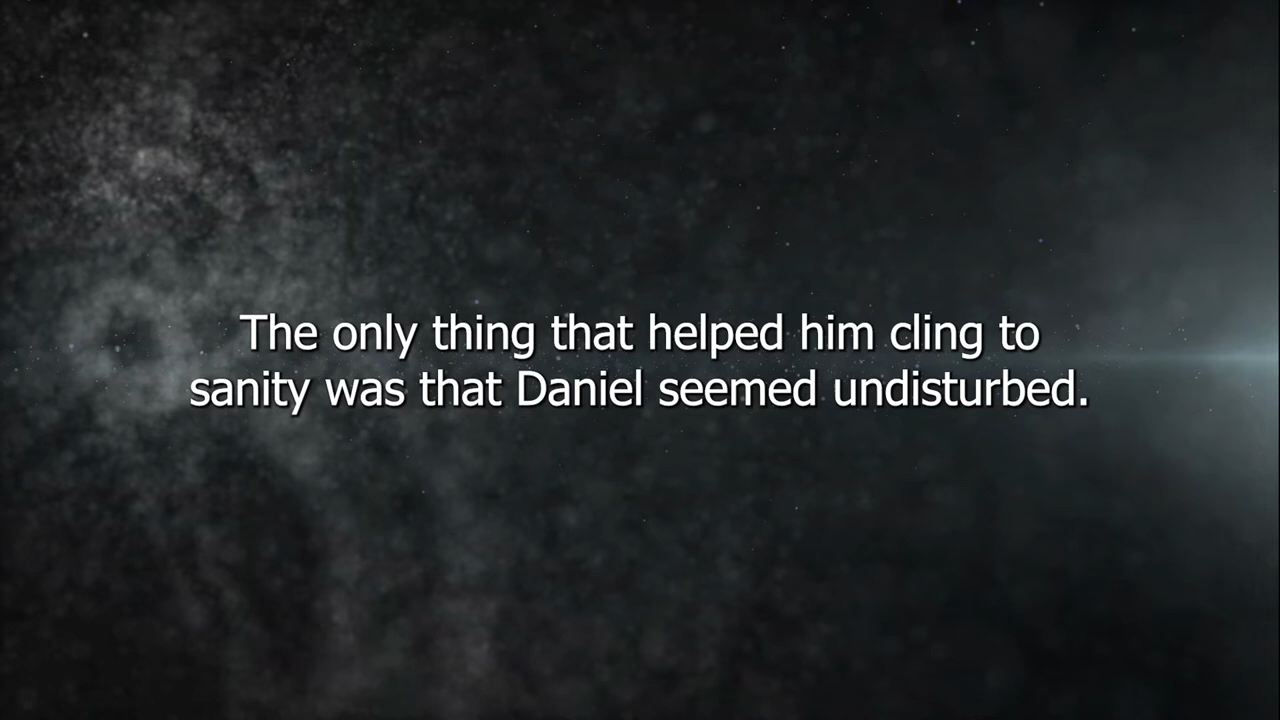 The only thing that helped him cling to
sanity was that Daniel seemed undisturbed.